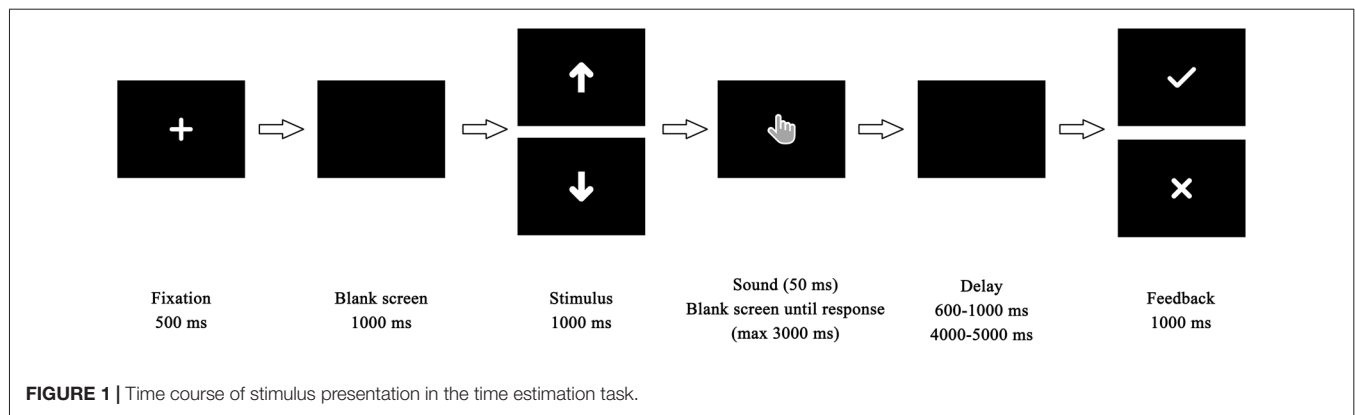 Fixation
500 ms
Blank screen
1000 ms
Stimulus
1000 ms
Sound (50 ms)
Blank screen until response
(max 3000 ms)
Delay
600-1000 ms
4000-5000 ms
Feedback
1000 ms
FIGURE 1 | Time course of stimulus presentation in the time estimation task.